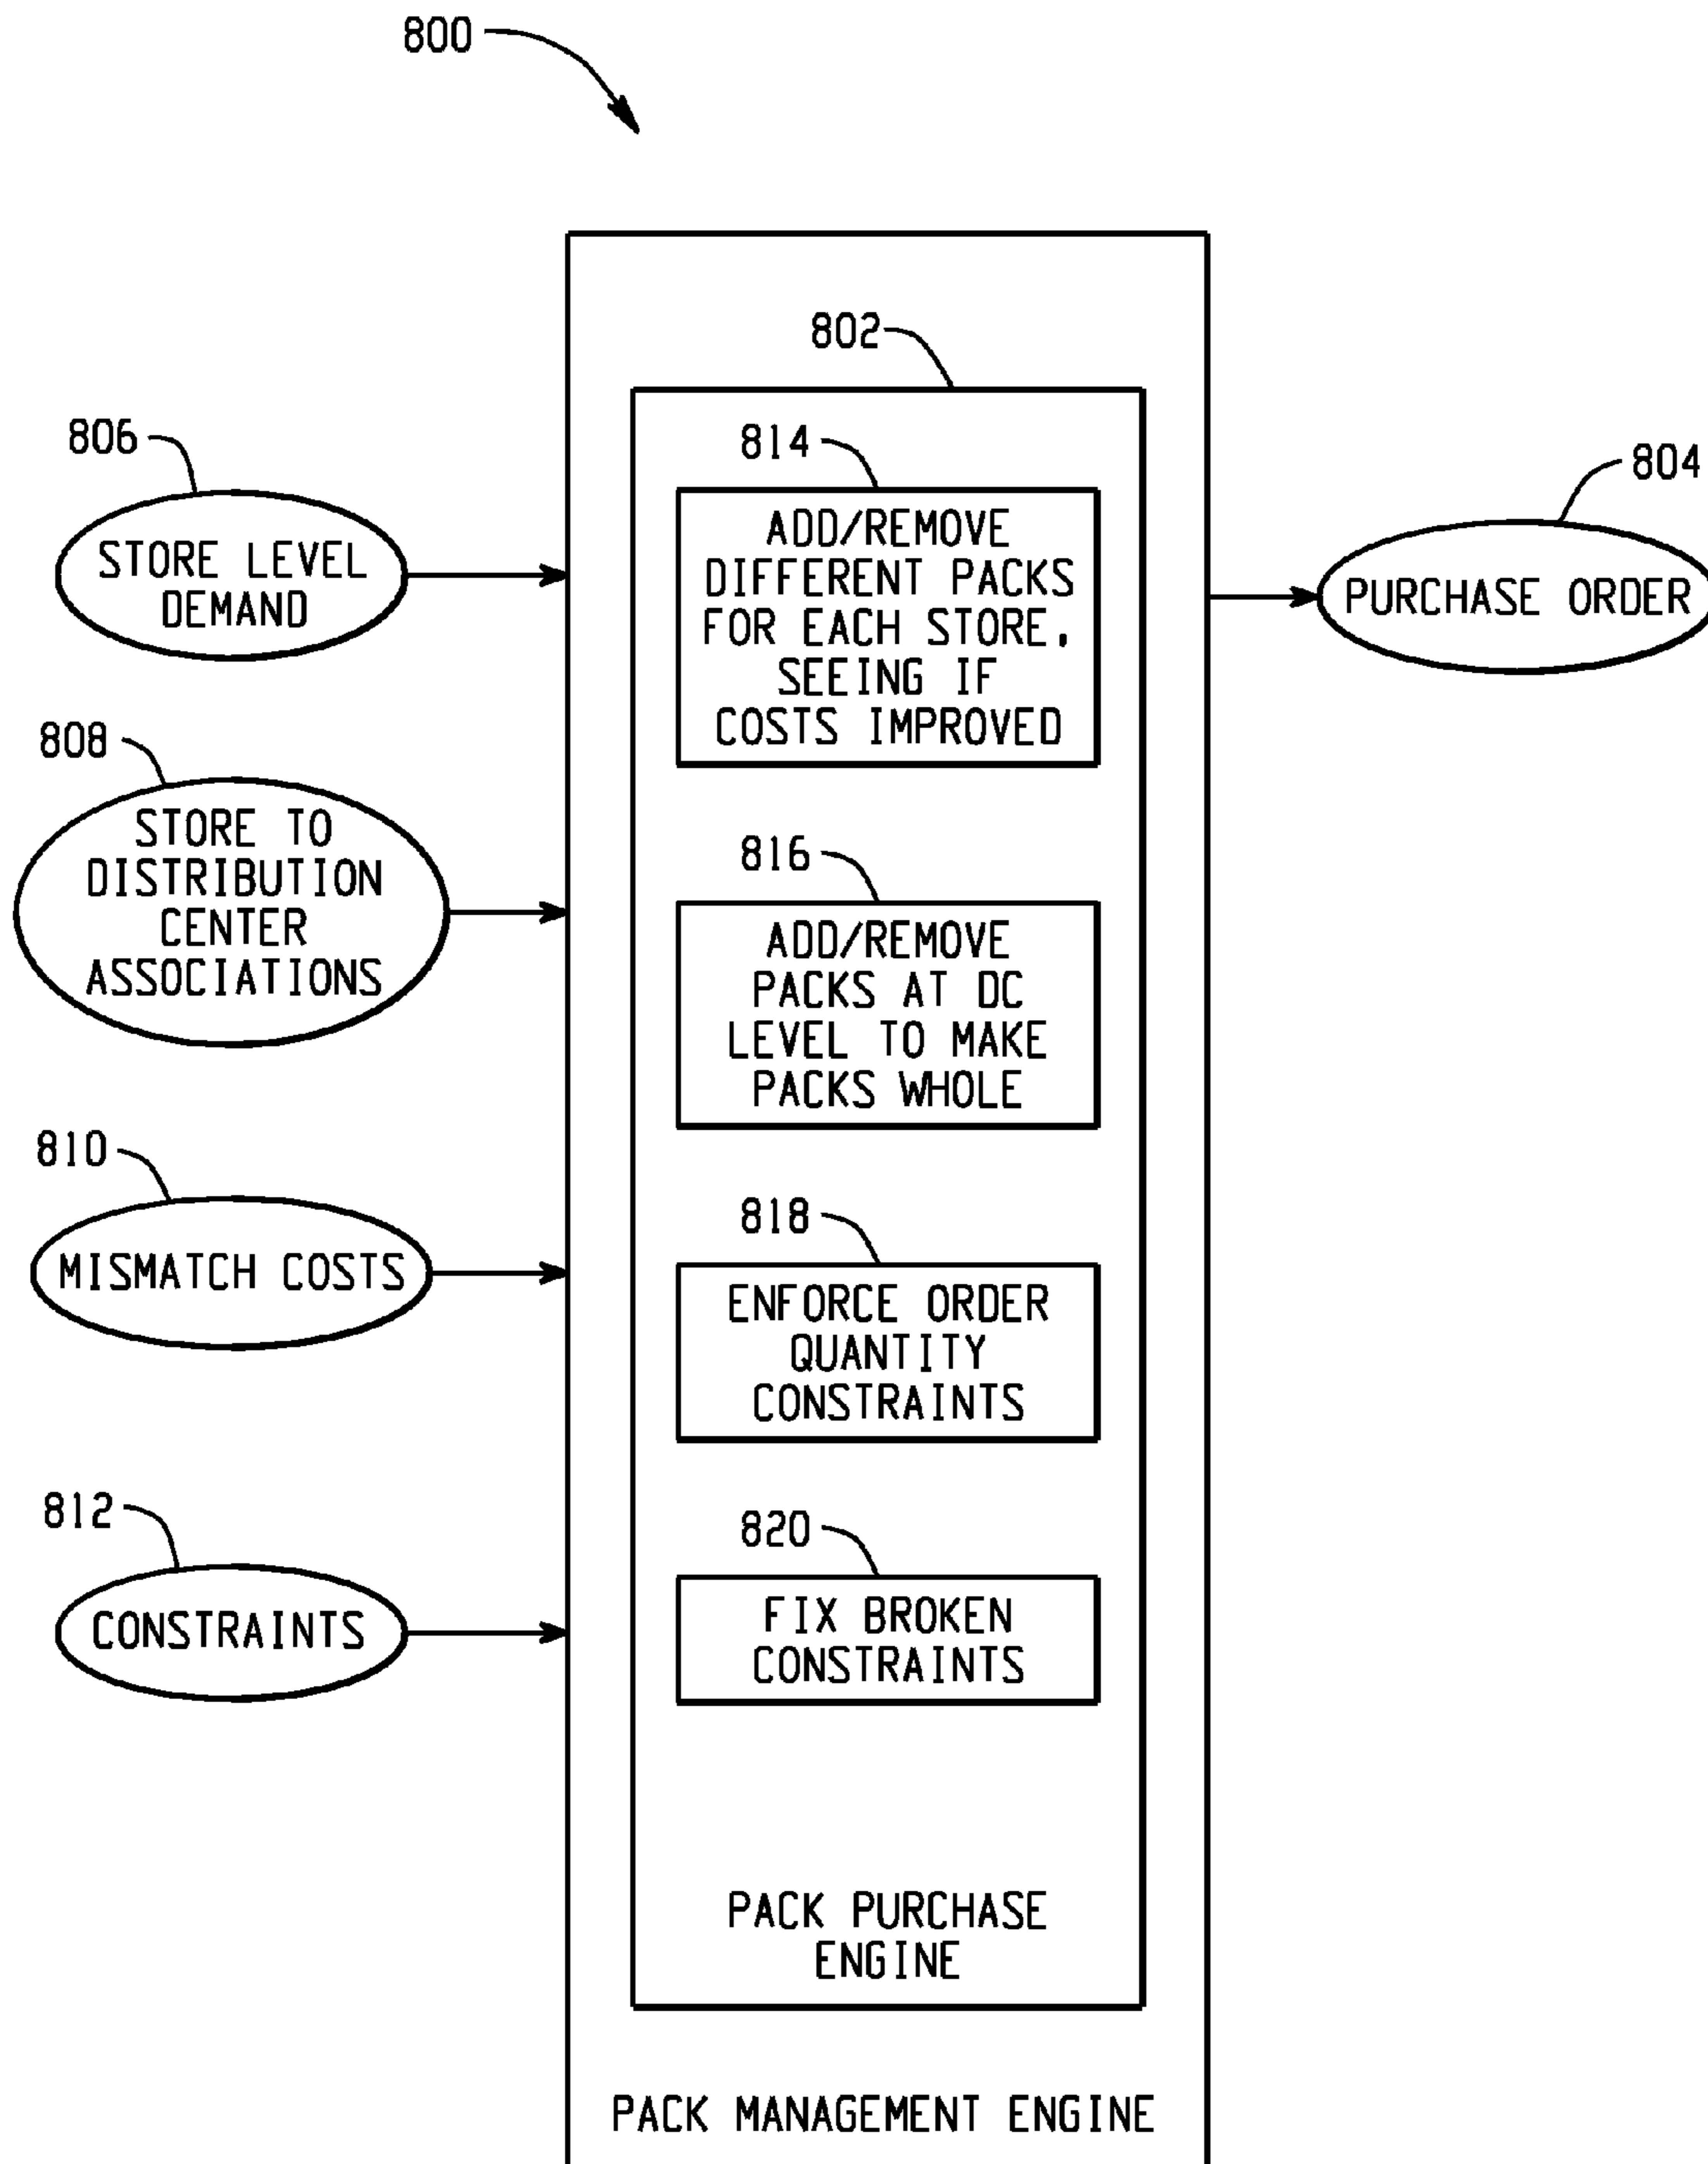 800
802
814
ADD/REMOVE
DIFFERENT PACKS
FOR EACH STORE,
SEEING IF
COSTS IMPROVED
816
ADD/REMOVE
PACKS AT DC
LEVEL TO MAKE
PACKS WHOLE
818
ENFORCE ORDER
QUANTITY
CONSTRAINTS
820
FIX BROKEN
CONSTRAINTS
PACK PURCHASE
ENGINE
PACK MANAGEMENT ENGINE
806
STORE LEVEL
DEMAND
808
STORE TO
DISTRIBUTION
CENTER
ASSOCIATIONS
810
MISMATCH COSTS
812
CONSTRAINTS
804
PURCHASE ORDER